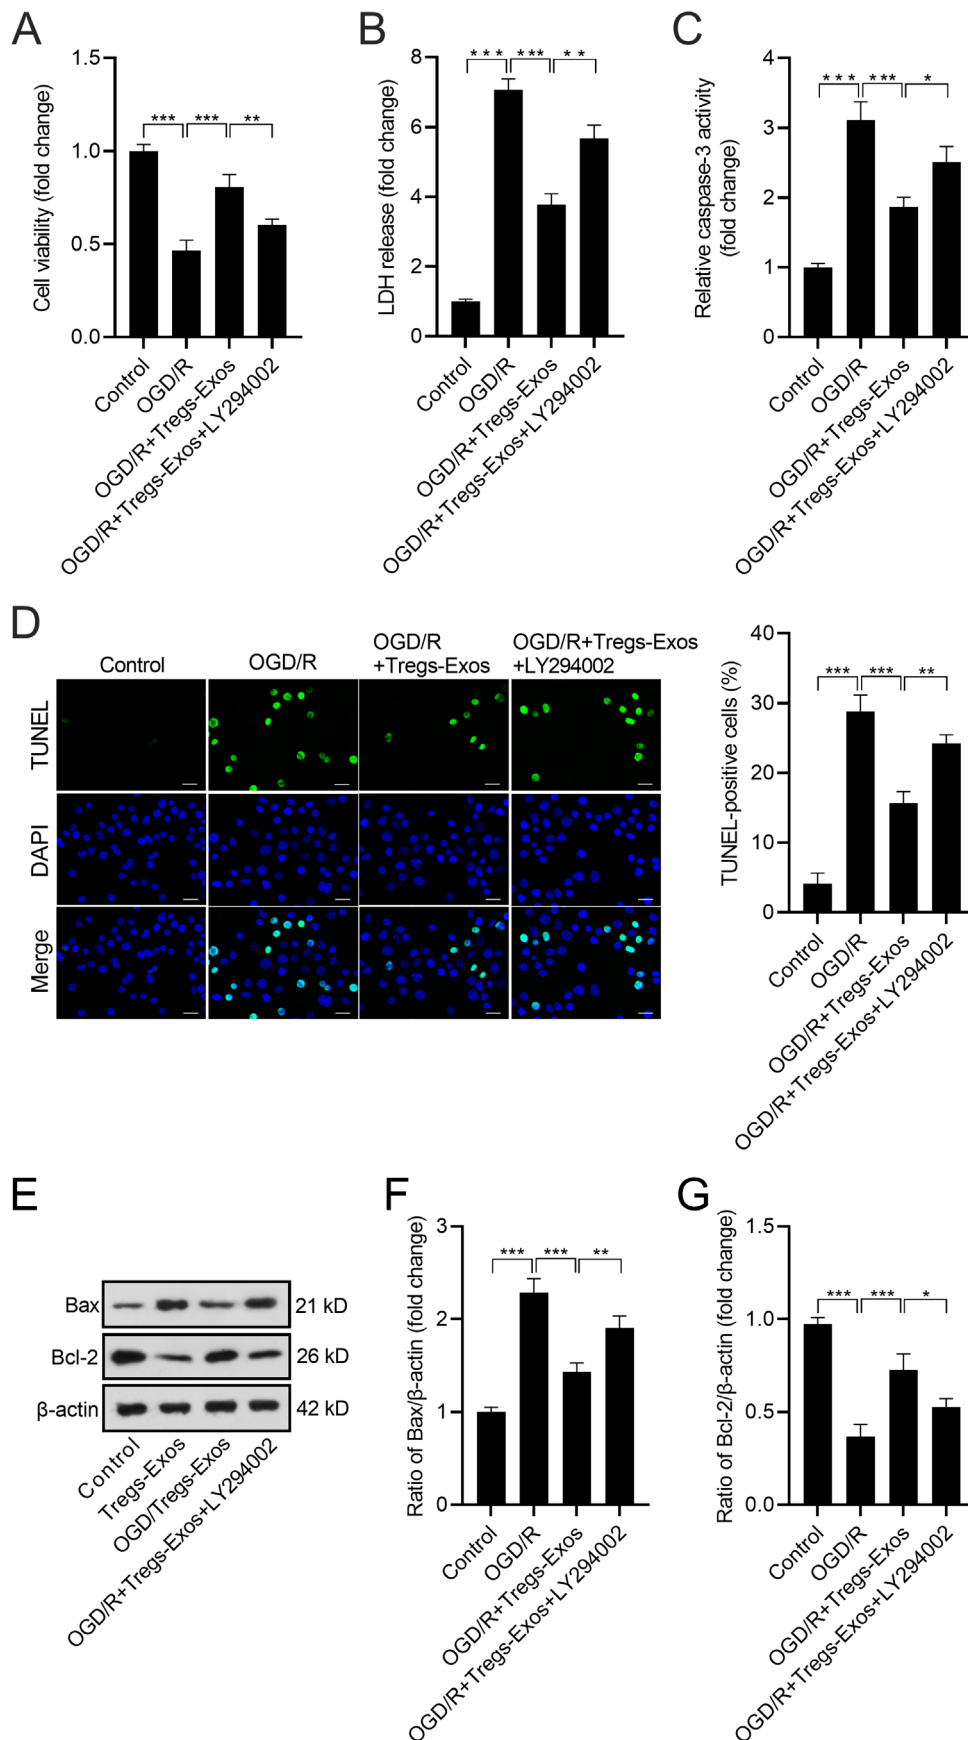 A
Cell viability (fold change)
1.5
1.0
0.5
0.0
*** *** **
Control
OGD/R
OGD/R+Tregs-Exos
OGD/R+Tregs-Exos+LY294002
B
LDH release (fold change)
8
6
4
2
0
*** *** **
Control
OGD/R
OGD/R+Tregs-Exos
OGD/R+Tregs-Exos+LY294002
C
Relative caspase-3 activity
(fold change)
4
3
2
1
0
*** *** *
Control
OGD/R
OGD/R+Tregs-Exos
OGD/R+Tregs-Exos+LY294002
D
Control
OGD/R
OGD/R
+Tregs-Exos
OGD/R+Tregs-Exos
+LY294002
TUNEL
DAPI
Merge
TUNEL-positive cells (%)
40
30
20
10
0
*** *** **
Control
OGD/R
OGD/R+Tregs-Exos
OGD/R+Tregs-Exos+LY294002
E
Bax 21 kD
Bcl-2 26 kD
β-actin 42 kD
Control
Tregs-Exos
OGD/Tregs-Exos
OGD/R+Tregs-Exos+LY294002
F
Ratio of Bax/β-actin (fold change)
3
2
1
0
*** *** **
Control
OGD/R
OGD/R+Tregs-Exos
OGD/R+Tregs-Exos+LY294002
G
Ratio of Bcl-2/β-actin (fold change)
1.5
1.0
0.5
0.0
*** *** *
Control
OGD/R
OGD/R+Tregs-Exos
OGD/R+Tregs-Exos+LY294002